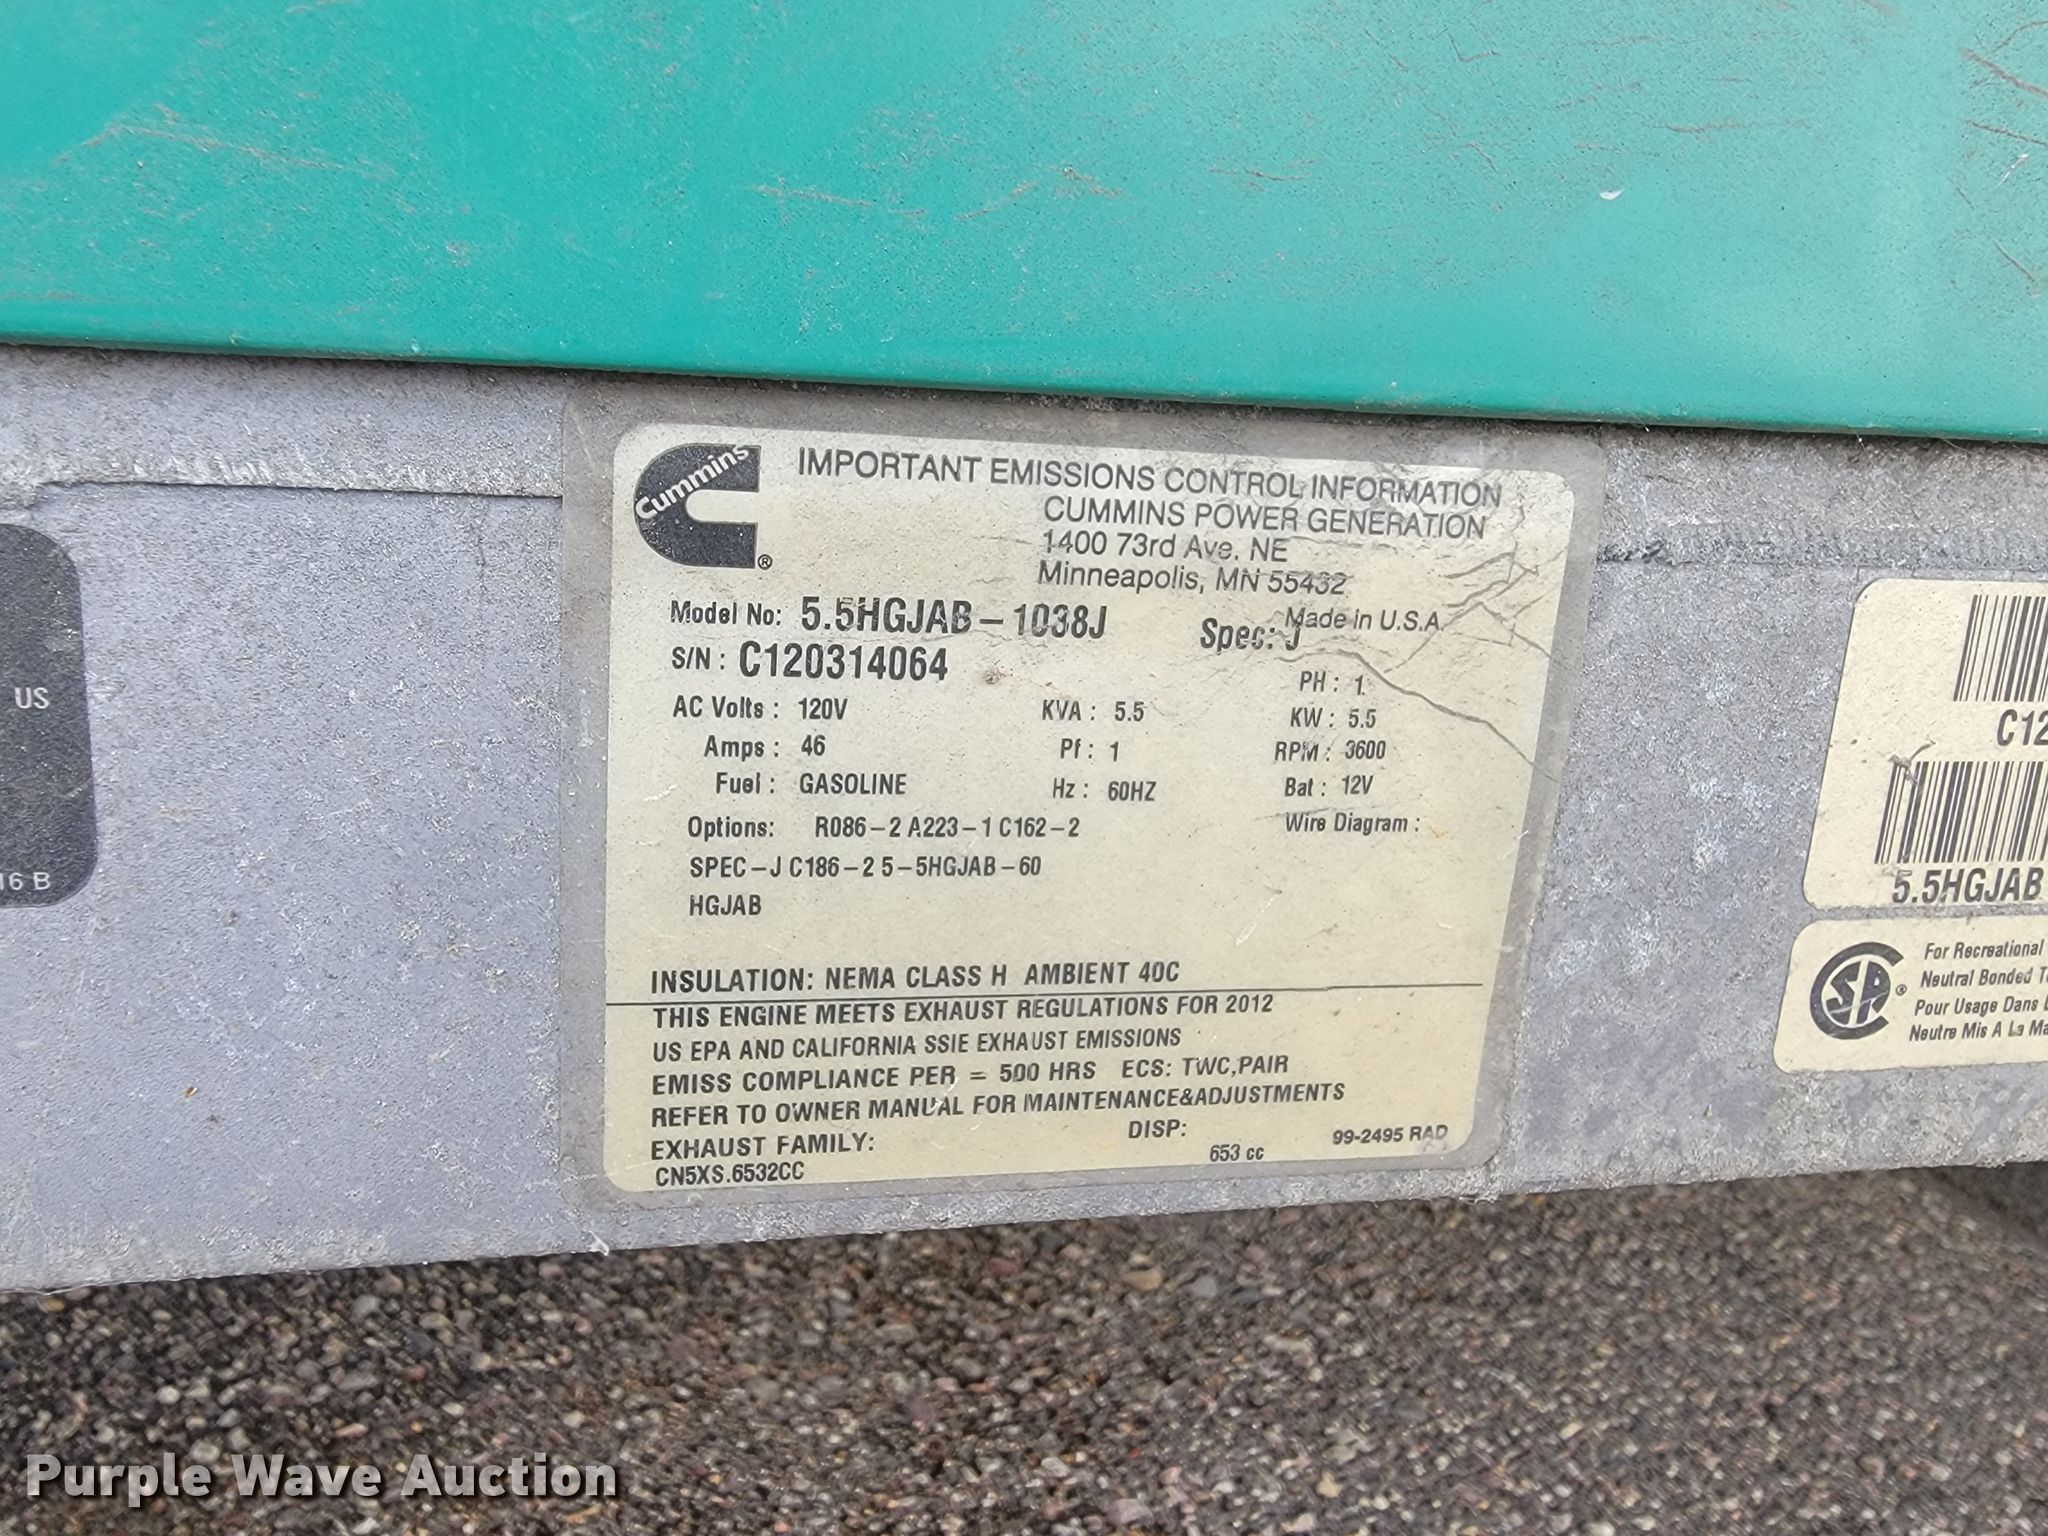 Cummins
®
IMPORTANT EMISSIONS CONTROL INFORMATION
CUMMINS POWER GENERATION
1400 73rd Ave. NE
Minneapolis, MN 55432
Made in U.S.A.
Model No: 5.5HGJAB-1038J Spec: J
S/N : C120314064
PH : 1
AC Volts : 120V KVA : 5.5 KW : 5.5
Amps : 46 Pf : 1 RPM : 3600
Fuel : GASOLINE Hz : 60HZ Bat : 12V
Options: R086-2 A223-1 C162-2 Wire Diagram :
SPEC-J C186-2 5-5HGJAB-60
HGJAB
INSULATION: NEMA CLASS H AMBIENT 40C
THIS ENGINE MEETS EXHAUST REGULATIONS FOR 2012
US EPA AND CALIFORNIA SSIE EXHAUST EMISSIONS
EMISS COMPLIANCE PER = 500 HRS ECS: TWC,PAIR
REFER TO OWNER MANUAL FOR MAINTENANCE&ADJUSTMENTS
EXHAUST FAMILY: DISP:
CN5XS.6532CC 653 cc 99-2495 RAD
US
16 B
C12
5.5HGJAB
SA ®
For Recreational
Neutral Bonded
Pour Usage Dans
Neutre Mis A La
Purple Wave Auction